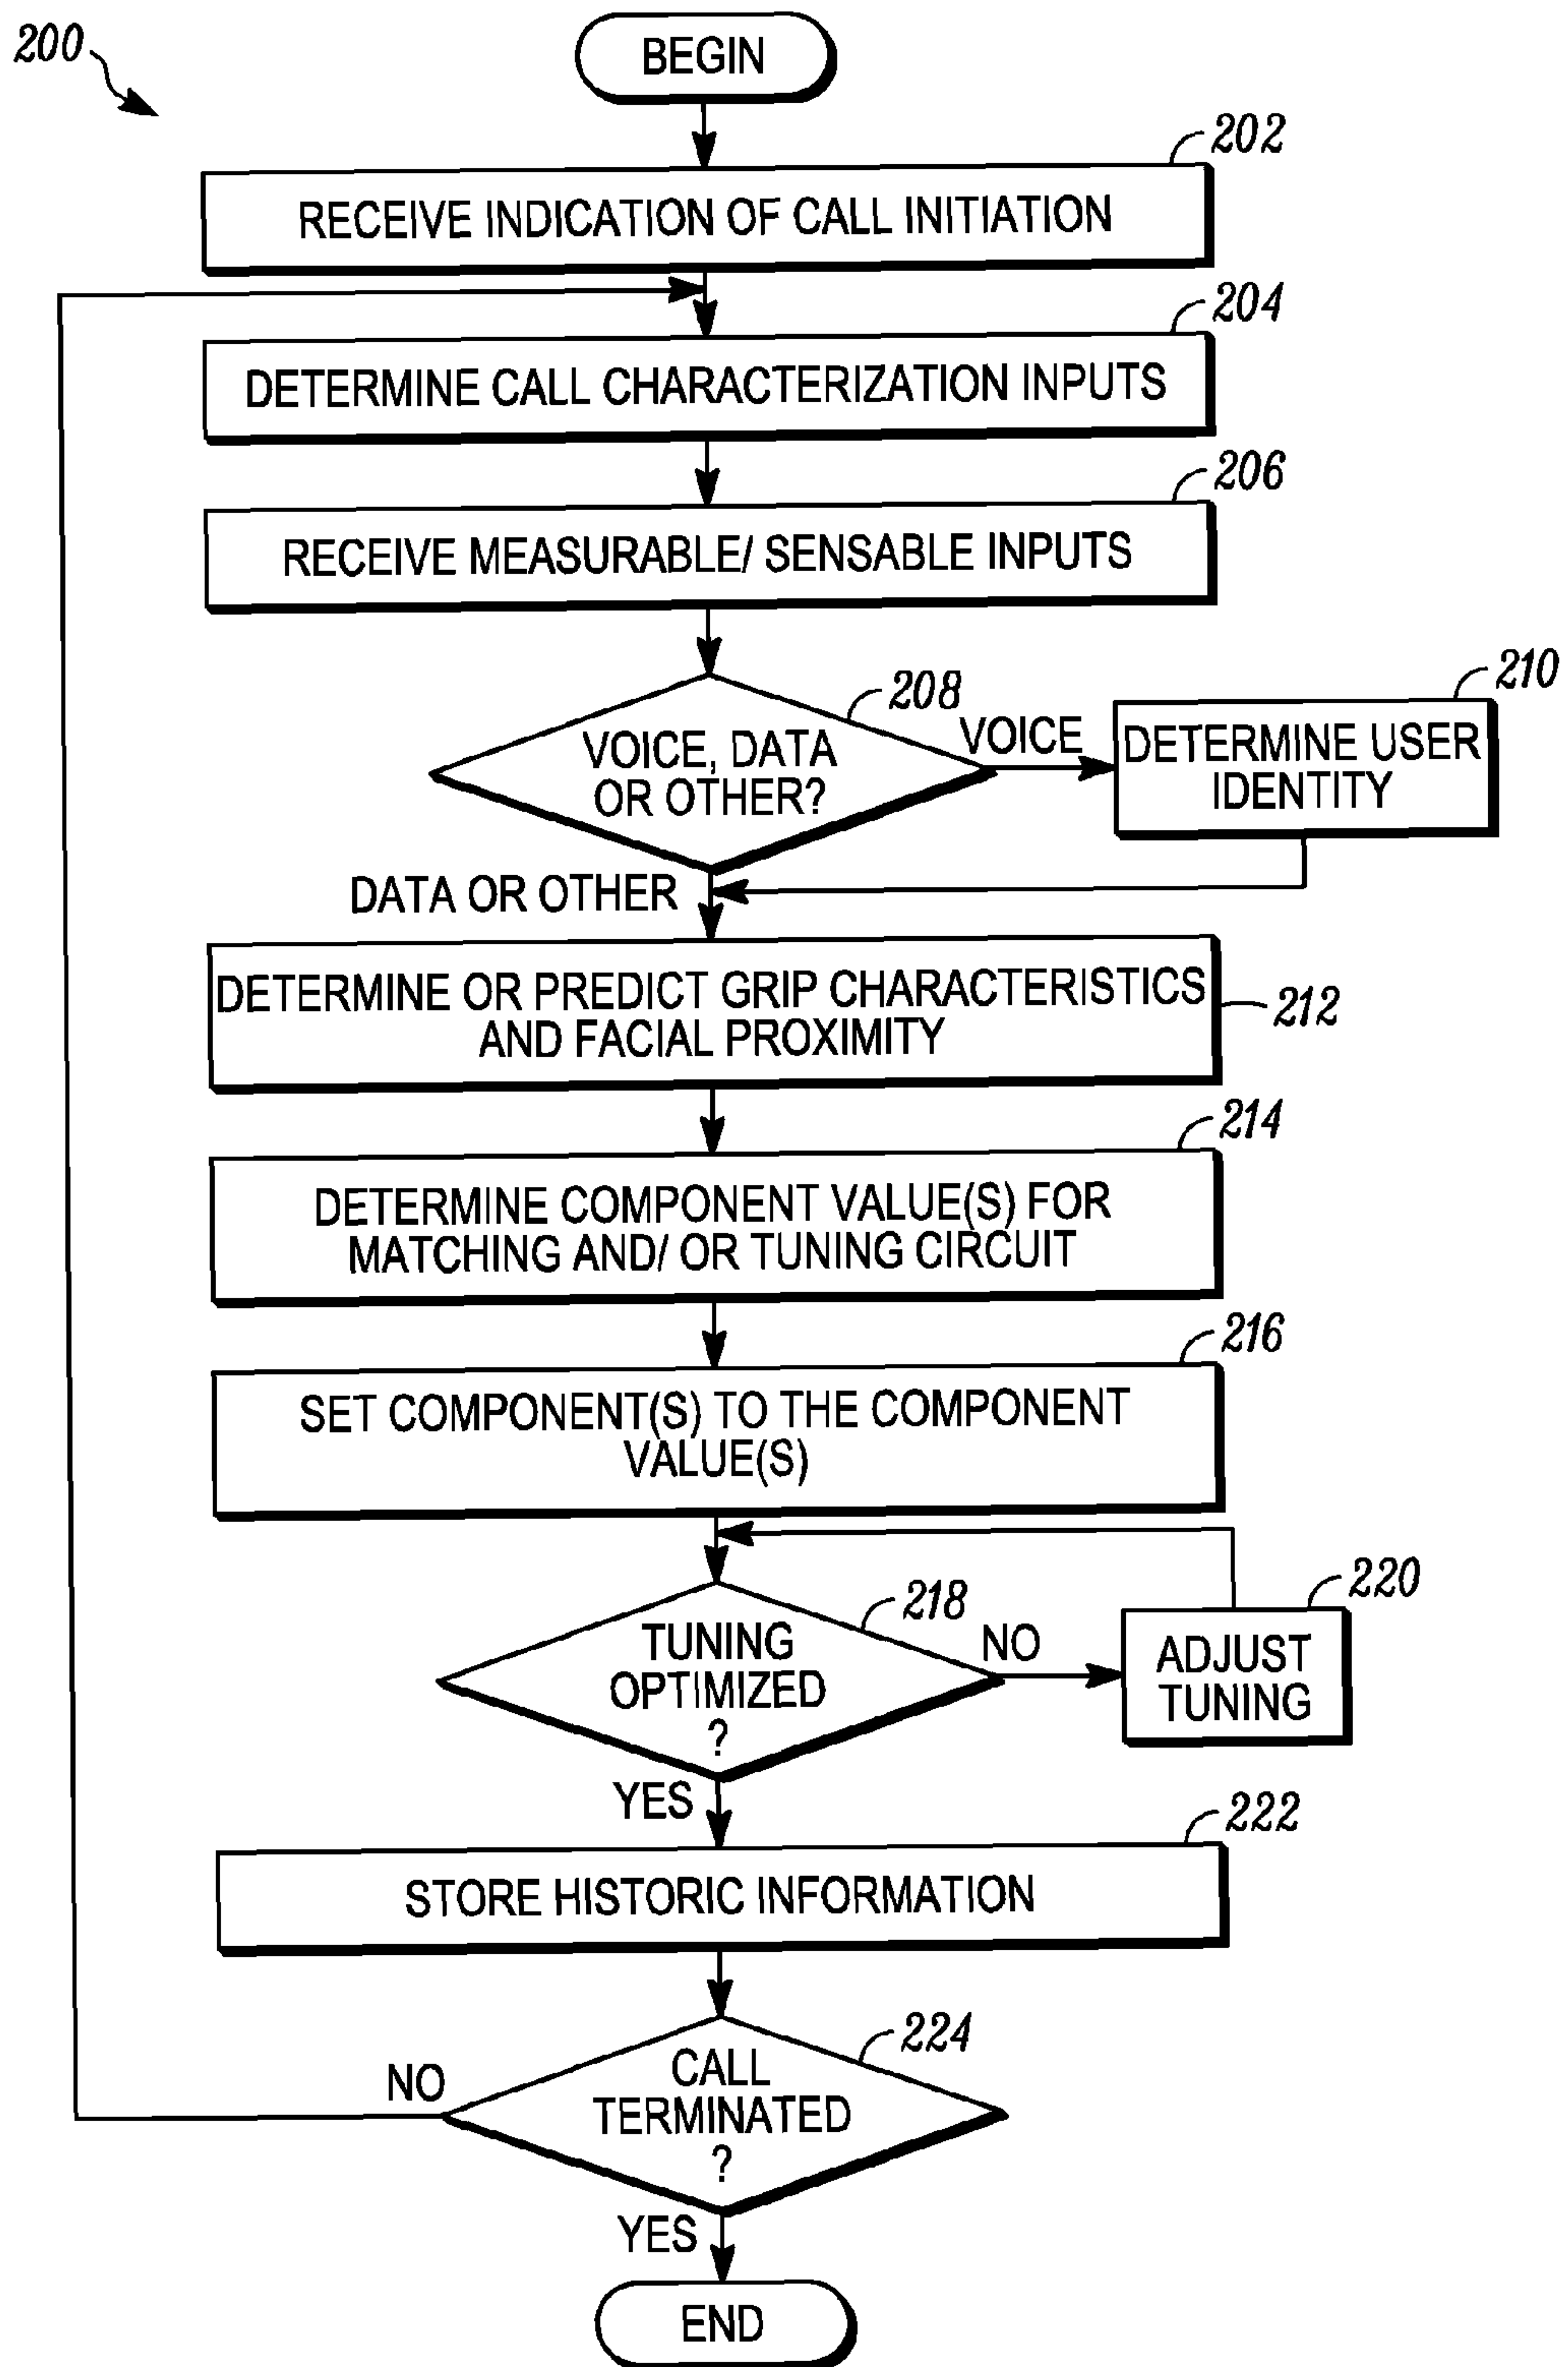 200
BEGIN
202
RECEIVE INDICATION OF CALL INITIATION
204
DETERMINE CALL CHARACTERIZATION INPUTS
206
RECEIVE MEASURABLE/ SENSABLE INPUTS
208
VOICE, DATA
OR OTHER?
VOICE
210
DETERMINE USER
IDENTITY
DATA OR OTHER
DETERMINE OR PREDICT GRIP CHARACTERISTICS
AND FACIAL PROXIMITY
212
214
DETERMINE COMPONENT VALUE(S) FOR
MATCHING AND/ OR TUNING CIRCUIT
216
SET COMPONENT(S) TO THE COMPONENT
VALUE(S)
218
TUNING
OPTIMIZED
?
NO
220
ADJUST
TUNING
YES
222
STORE HISTORIC INFORMATION
224
CALL
TERMINATED
?
NO
YES
END